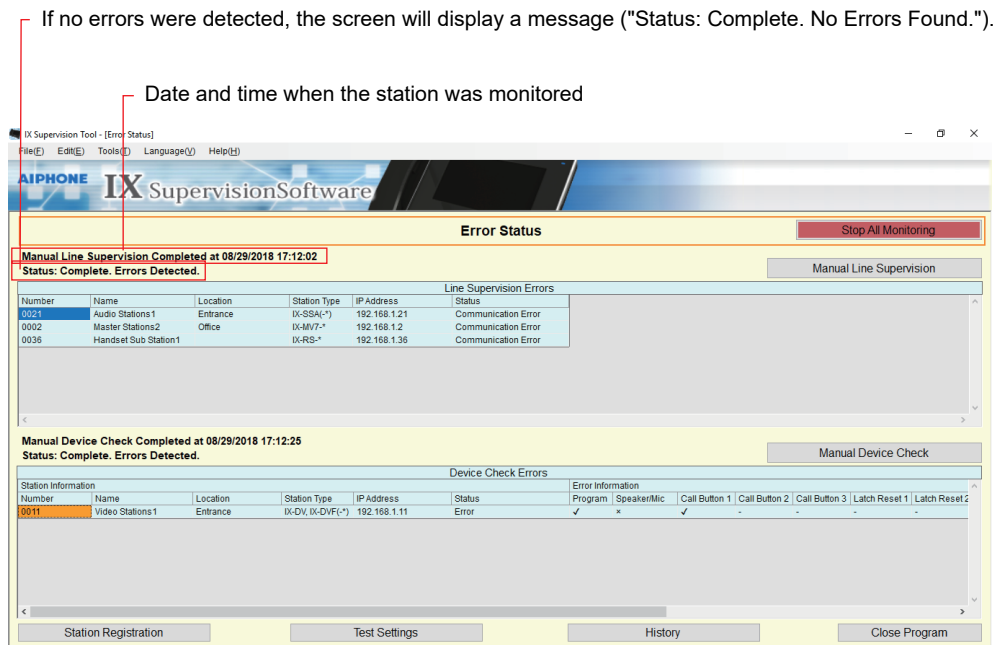 If no errors were detected, the screen will display a message ("Status: Complete. No Errors Found.").
Date and time when the station was monitored
IX Supervision Tool - [Error Status]
File(F) Edit(E) Tools(T) Language(V) Help(H)
AIPHONE IX SupervisionSoftware
Error Status Stop All Monitoring
Manual Line Supervision Completed at 08/29/2018 17:12:02
Status: Complete. Errors Detected. Manual Line Supervision
Line Supervision Errors
Number Name Location Station Type IP Address Status
0021 Audio Stations1 Entrance IX-SSA(-*) 192.168.1.21 Communication Error
0002 Master Stations2 Office IX-MV7-* 192.168.1.2 Communication Error
0036 Handset Sub Station1 IX-RS-* 192.168.1.36 Communication Error
Manual Device Check Completed at 08/29/2018 17:12:25
Status: Complete. Errors Detected. Manual Device Check
Device Check Errors
Station Information Error Information
Number Name Location Station Type IP Address Status Program Speaker/Mic Call Button 1 Call Button 2 Call Button 3 Latch Reset 1 Latch Reset 2
0011 Video Stations1 Entrance IX-DV, IX-DVF(-*) 192.168.1.11 Error ✓ × ✓ - - - -
Station Registration Test Settings History Close Program